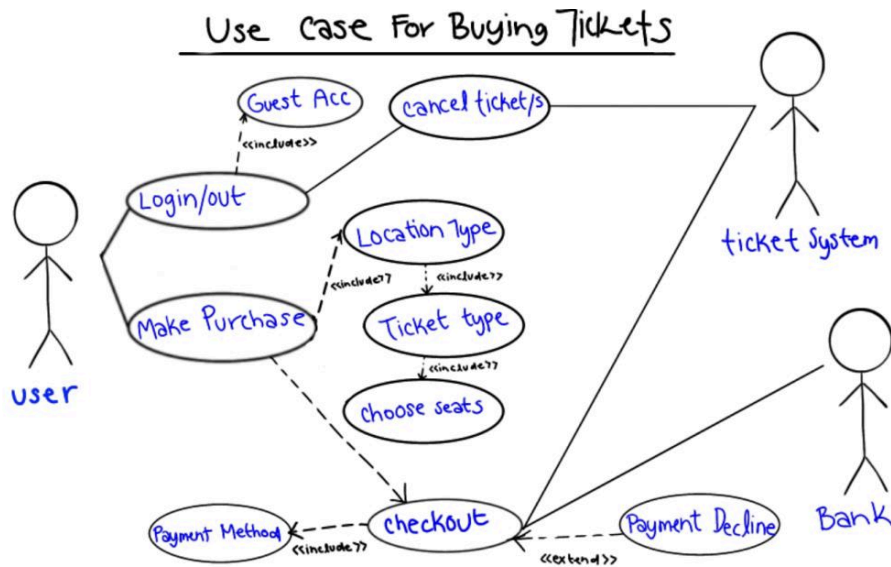 Use Case For Buying Tickets
Guest Acc
Cancel ticket/s
<<include>>
Login/out
Location Type
ticket System
<<include>>
<<include>>
Make Purchase
Ticket type
<<include>>
user
Choose seats
Payment Method
checkout
Payment Decline
Bank
<<include>>
<<extend>>